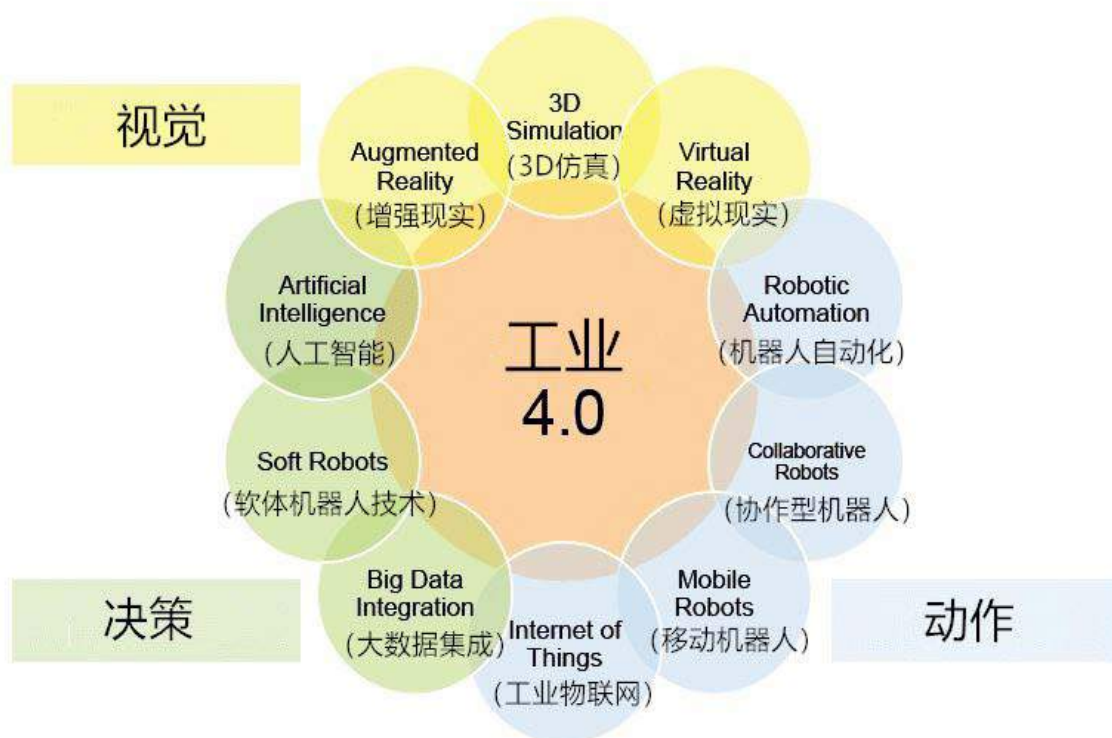 视觉
3D
Simulation
(3D仿真)
Augmented
Reality
(增强现实)
Virtual
Reality
(虚拟现实)
Artificial
Intelligence
(人工智能)
Robotic
Automation
(机器人自动化)
工业
4.0
Soft Robots
(软体机器人技术)
Collaborative
Robots
(协作型机器人)
Big Data
Integration
(大数据集成)
Internet of
Things
(工业物联网)
Mobile
Robots
(移动机器人)
决策
动作